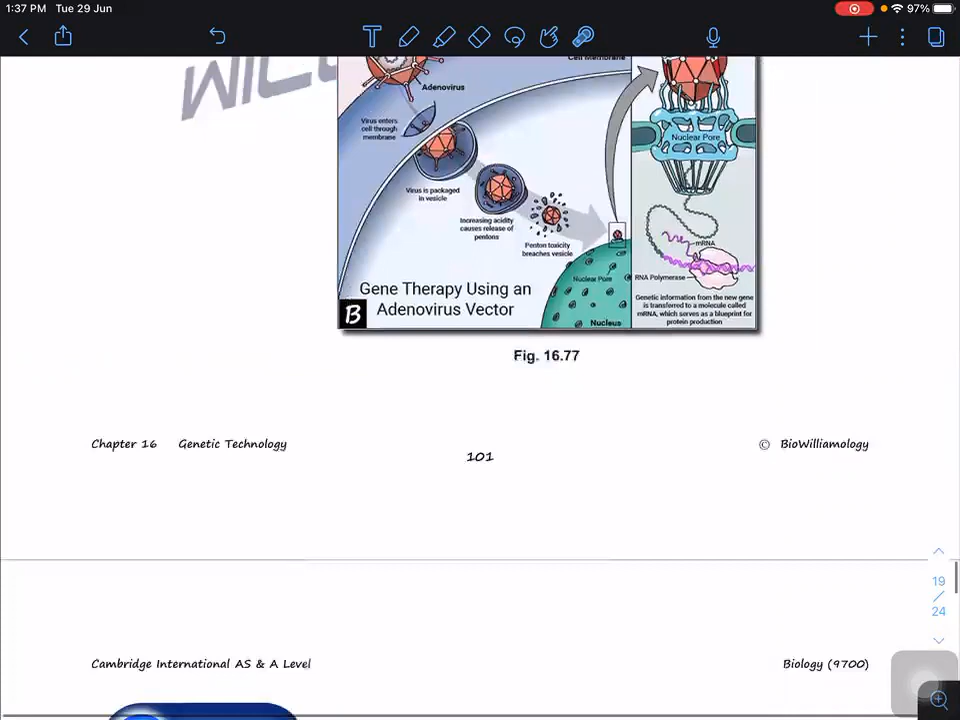 1:37 PM Tue 29 Jun
97%
Cell Membrane
Adenovirus
Virus enters
cell through
membrane
Nuclear Pore
Virus is packaged
in vesicle
Increasing acidity
causes release of
pentons
Penton toxicity
breaches vesicle
mRNA
Nuclear Pore
RNA Polymerase
Gene Therapy Using an
Adenovirus Vector
B
Nucleus
Genetic information from the new gene
is transferred to a molecule called
mRNA, which serves as a blueprint for
protein production
Fig. 16.77
Chapter 16 Genetic Technology
© BioWilliamology
101
19
/
24
Cambridge International AS & A Level
Biology (9700)